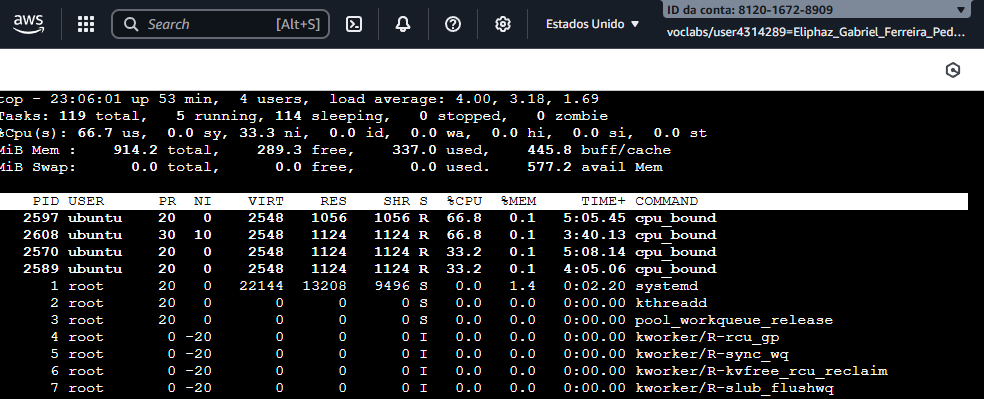 aws Search [Alt+S] Estados Unido ID da conta: 8120-1672-8909
voclabs/user4314289=Eliphaz_Gabriel_Ferreira_Ped...
top - 23:06:01 up 53 min,  4 users,  load average: 4.00, 3.18, 1.69
Tasks: 119 total,   5 running, 114 sleeping,   0 stopped,   0 zombie
%Cpu(s): 66.7 us,  0.0 sy, 33.3 ni,  0.0 id,  0.0 wa,  0.0 hi,  0.0 si,  0.0 st
MiB Mem :    914.2 total,    289.3 free,    337.0 used,    445.8 buff/cache
MiB Swap:      0.0 total,      0.0 free,      0.0 used.    577.2 avail Mem
PID USER      PR  NI    VIRT    RES    SHR S  %CPU  %MEM     TIME+ COMMAND
2597 ubuntu    20   0    2548   1056   1056 R  66.8   0.1   5:05.45 cpu_bound
2608 ubuntu    30  10    2548   1124   1124 R  66.8   0.1   3:40.13 cpu_bound
2570 ubuntu    20   0    2548   1124   1124 R  33.2   0.1   5:08.14 cpu_bound
2589 ubuntu    20   0    2548   1124   1124 R  33.2   0.1   4:05.06 cpu_bound
1 root      20   0   22144  13208   9496 S   0.0   1.4   0:02.20 systemd
2 root      20   0       0      0      0 S   0.0   0.0   0:00.00 kthreadd
3 root      20   0       0      0      0 S   0.0   0.0   0:00.00 pool_workqueue_release
4 root       0 -20       0      0      0 I   0.0   0.0   0:00.00 kworker/R-rcu_gp
5 root       0 -20       0      0      0 I   0.0   0.0   0:00.00 kworker/R-sync_wq
6 root       0 -20       0      0      0 I   0.0   0.0   0:00.00 kworker/R-kvfree_rcu_reclaim
7 root       0 -20       0      0      0 I   0.0   0.0   0:00.00 kworker/R-slub_flushwq